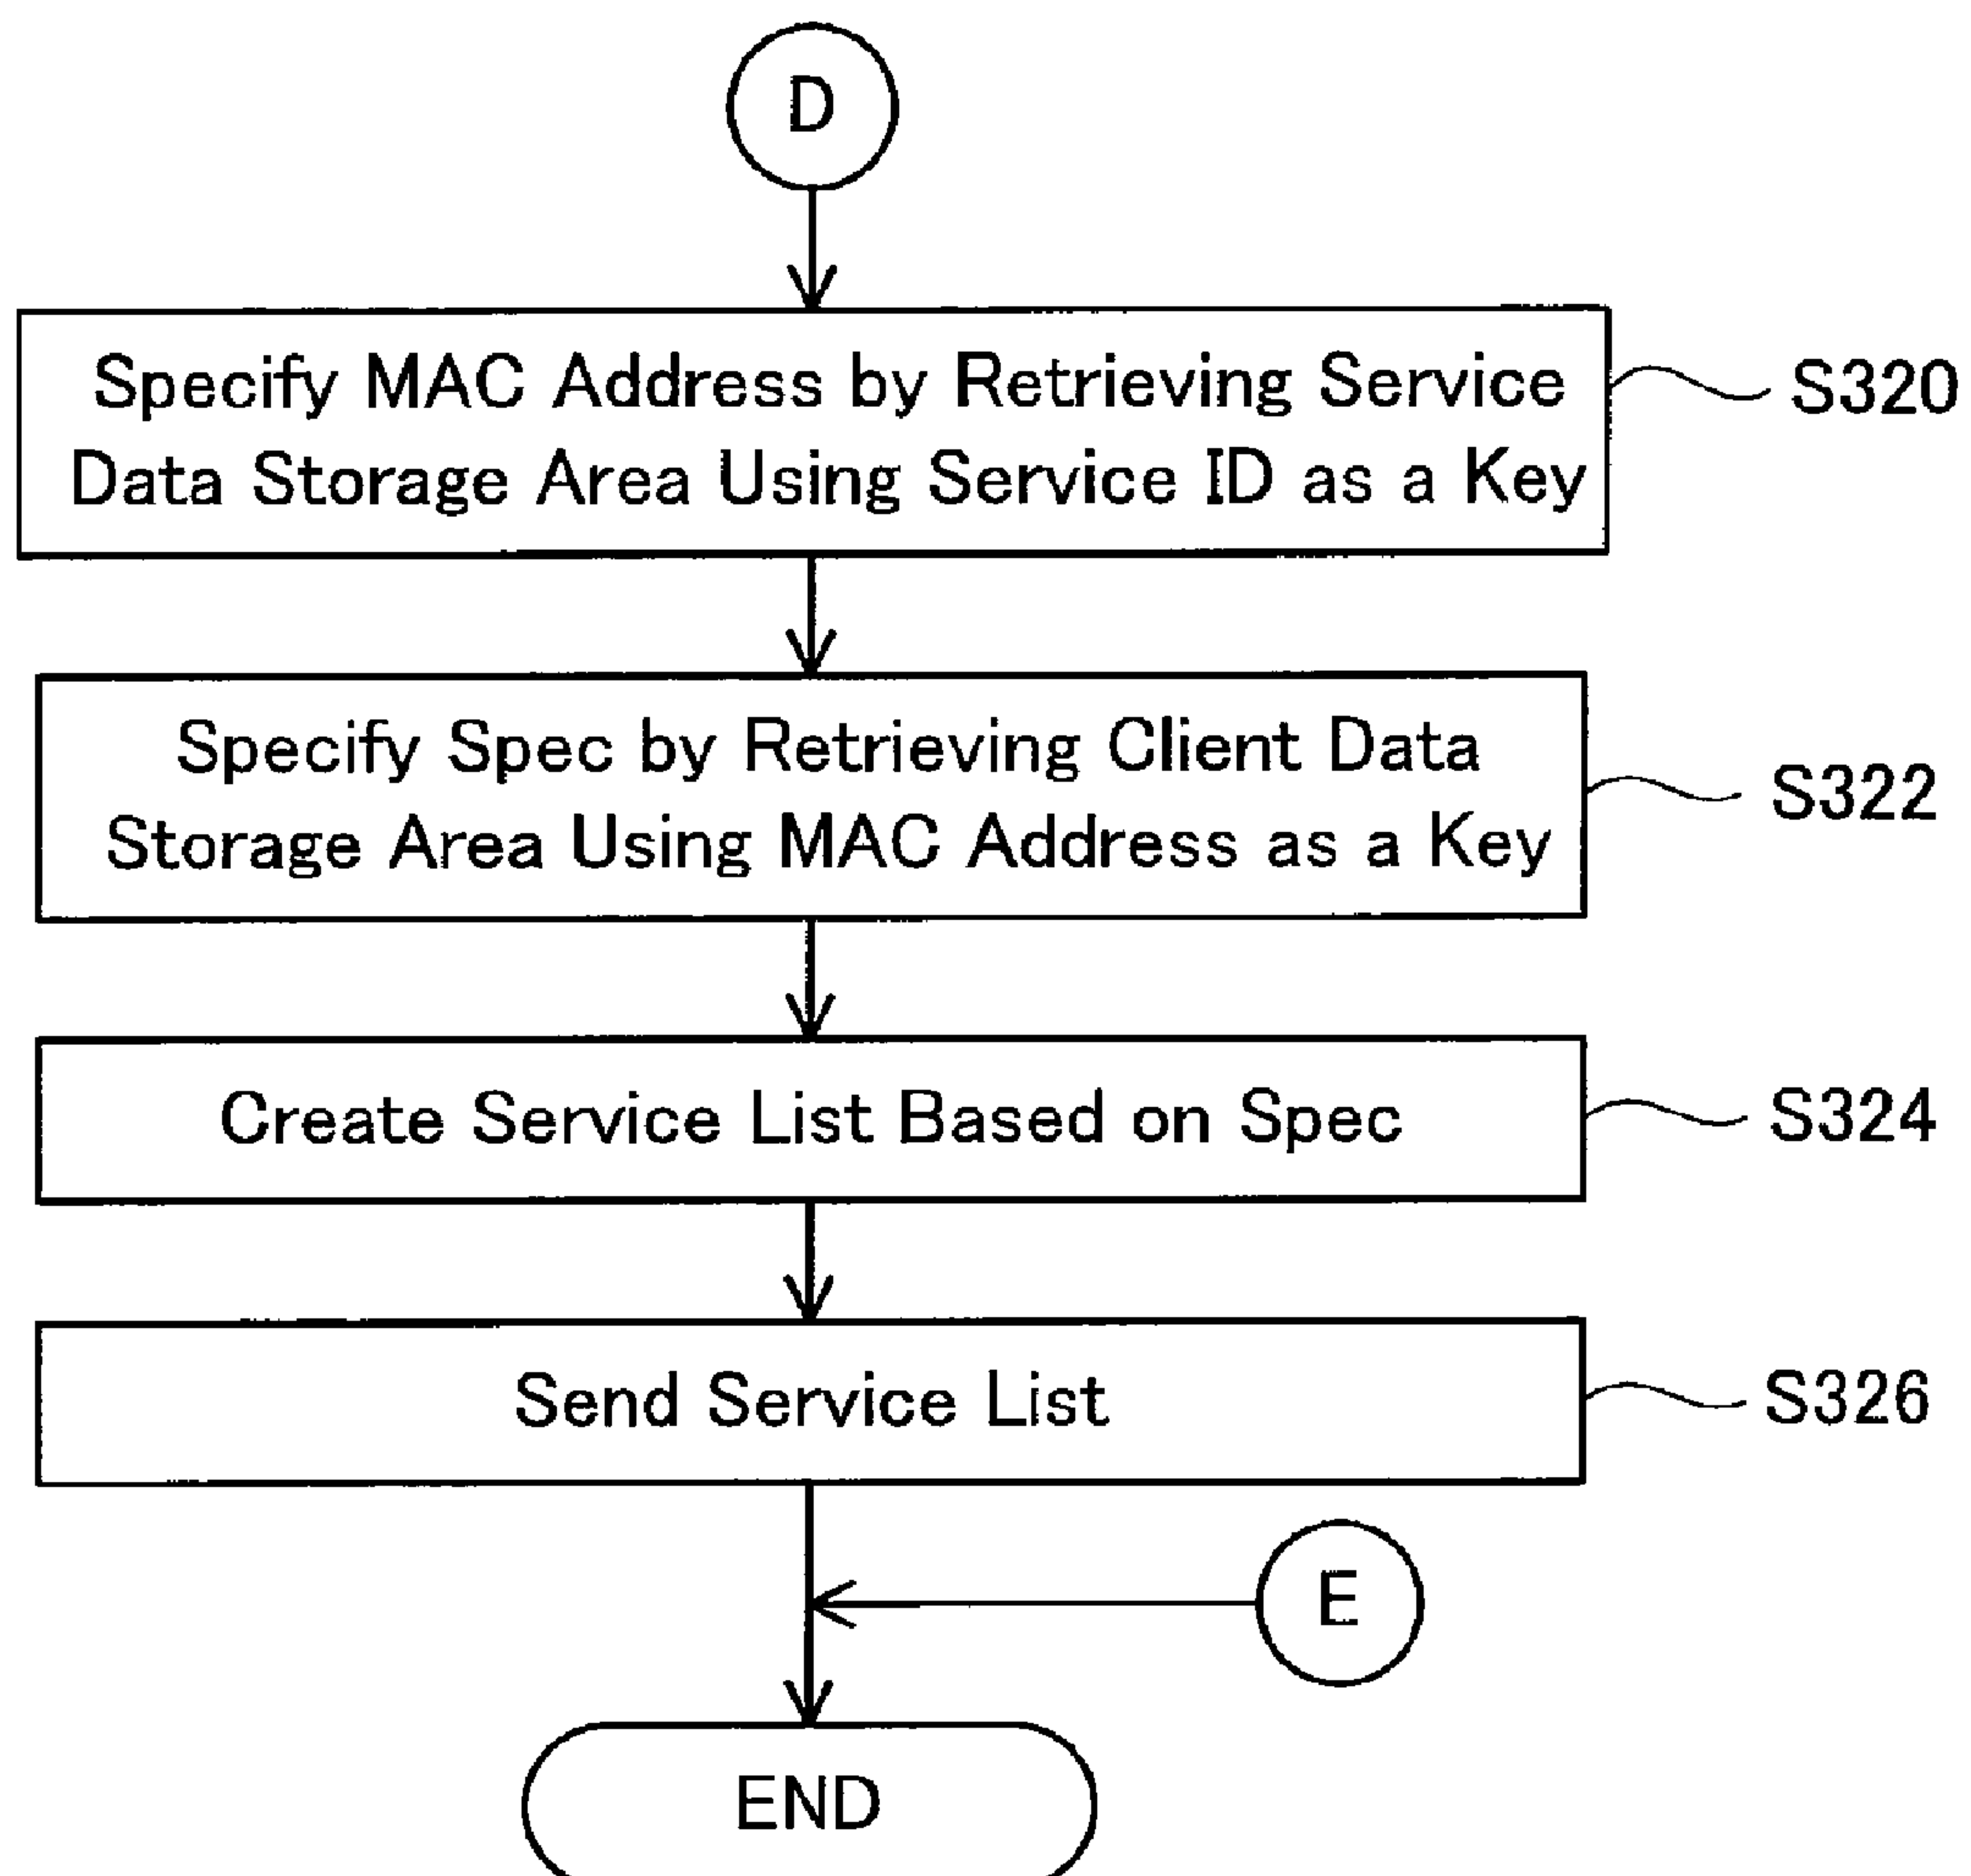 D
Specify MAC Address by Retrieving Service
Data Storage Area Using Service ID as a Key
S320
Specify Spec by Retrieving Client Data
Storage Area Using MAC Address as a Key
S322
Create Service List Based on Spec
S324
Send Service List
S326
E
END